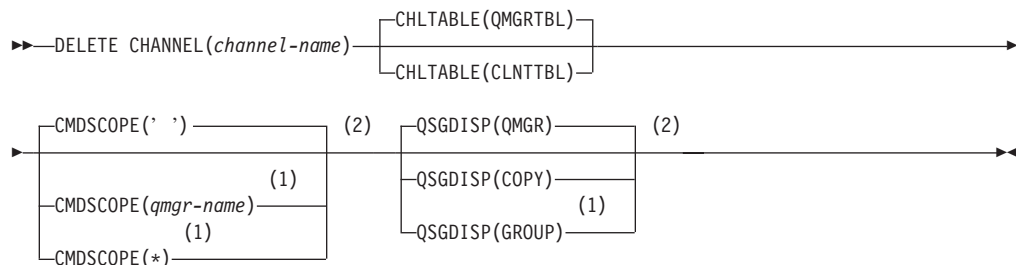 CHLTABLE(QMGRTBL)
DELETE CHANNEL(channel-name)
CHLTABLE(CLNTTBL)
CMDSCOPE(’ ’) (2) QSGDISP(QMGR) (2)
QSGDISP(COPY)
(1)
CMDSCOPE(qmgr-name) (1)
(1) QSGDISP(GROUP)
CMDSCOPE(*)